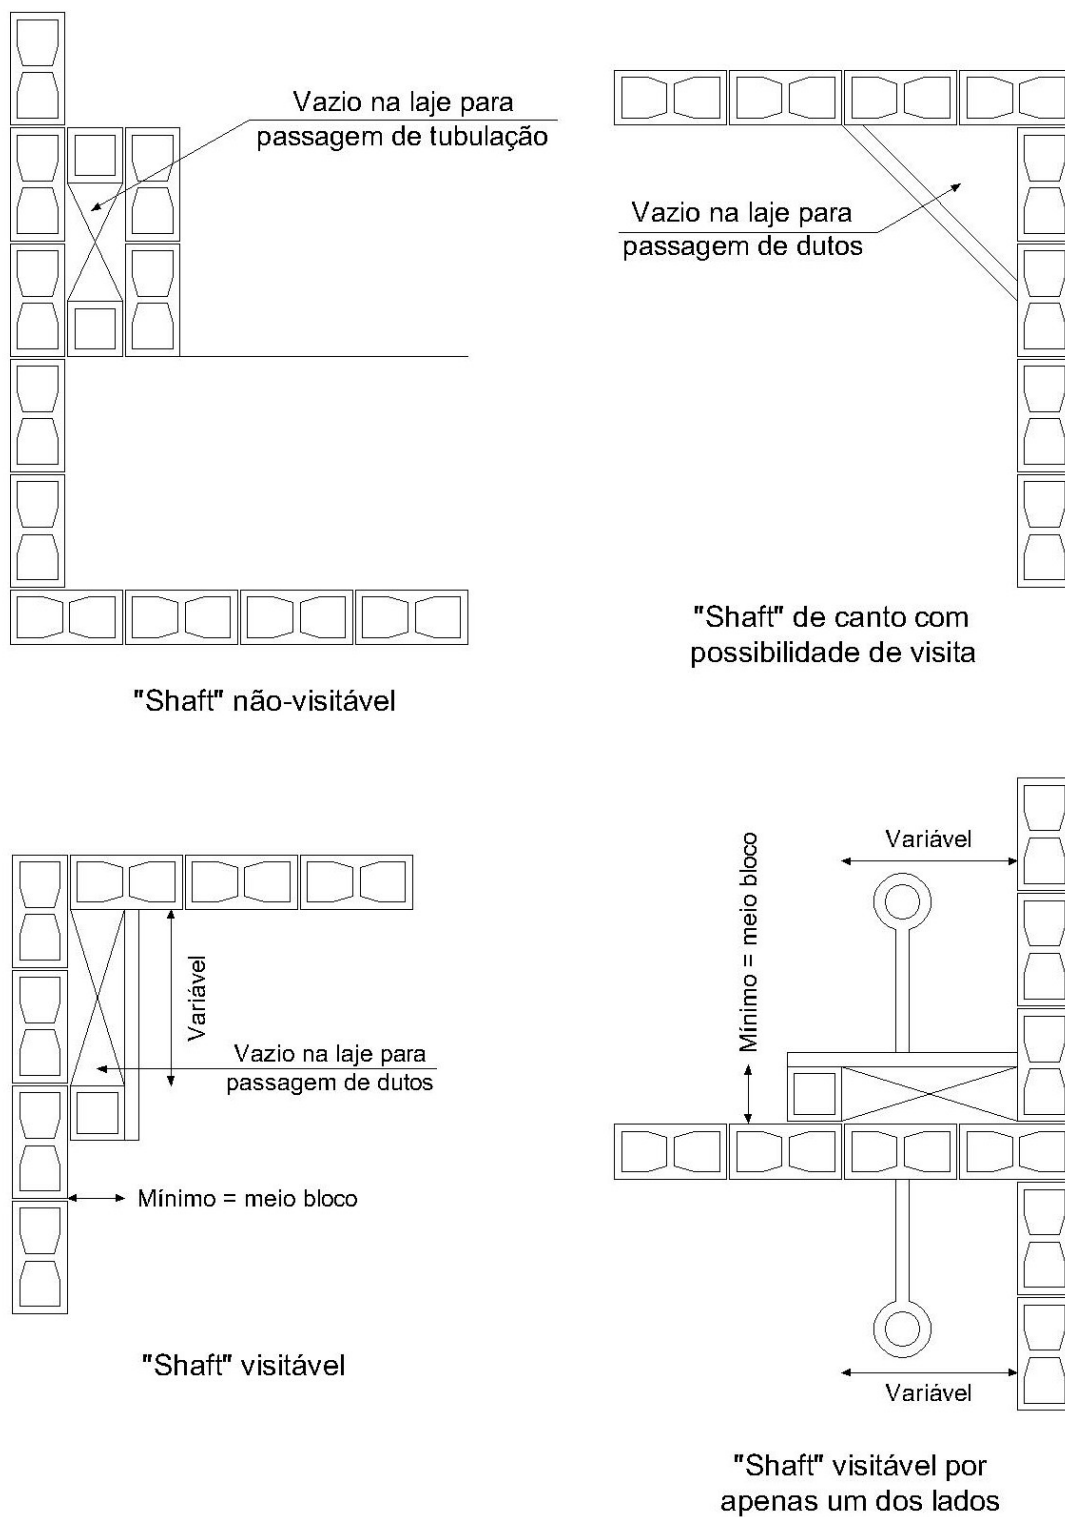 Vazio na laje para
passagem de tubulação
"Shaft" não-visitável
Vazio na laje para
passagem de dutos
"Shaft" de canto com
possibilidade de visita
Variável
Vazio na laje para
passagem de dutos
Mínimo = meio bloco
"Shaft" visitável
Mínimo = meio bloco
Variável
Variável
"Shaft" visitável por
apenas um dos lados